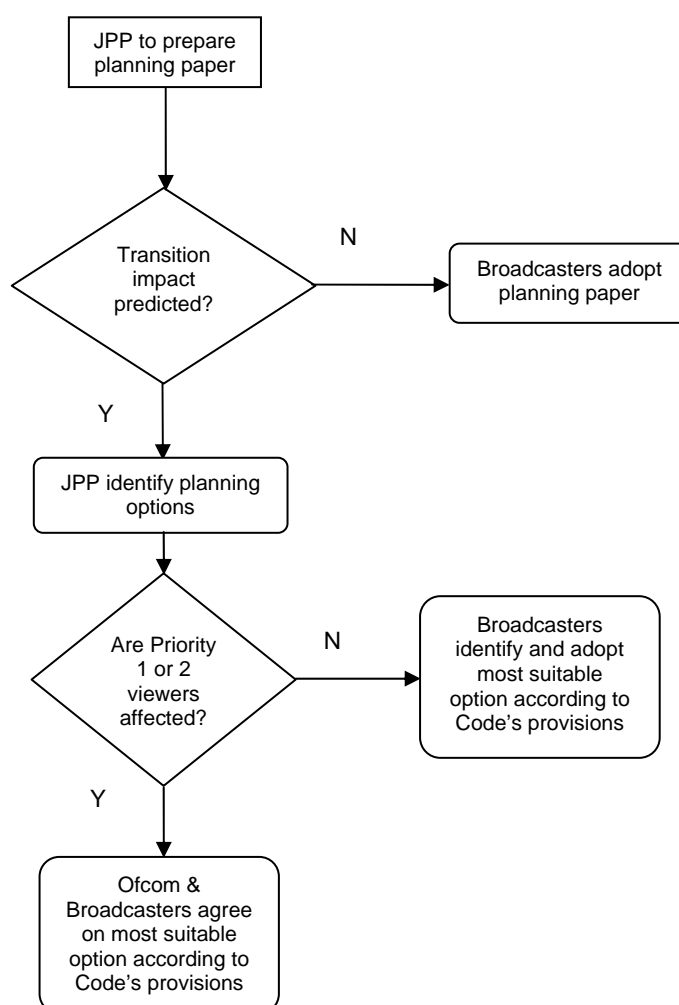 JPP to prepare
planning paper
Transition
impact
predicted?
N
Broadcasters adopt
planning paper
Y
JPP identify planning
options
Are Priority
1 or 2
viewers
affected?
N
Broadcasters
identify and adopt
most suitable
option according to
Code’s provisions
Y
Ofcom &
Broadcasters agree
on most suitable
option according to
Code’s provisions